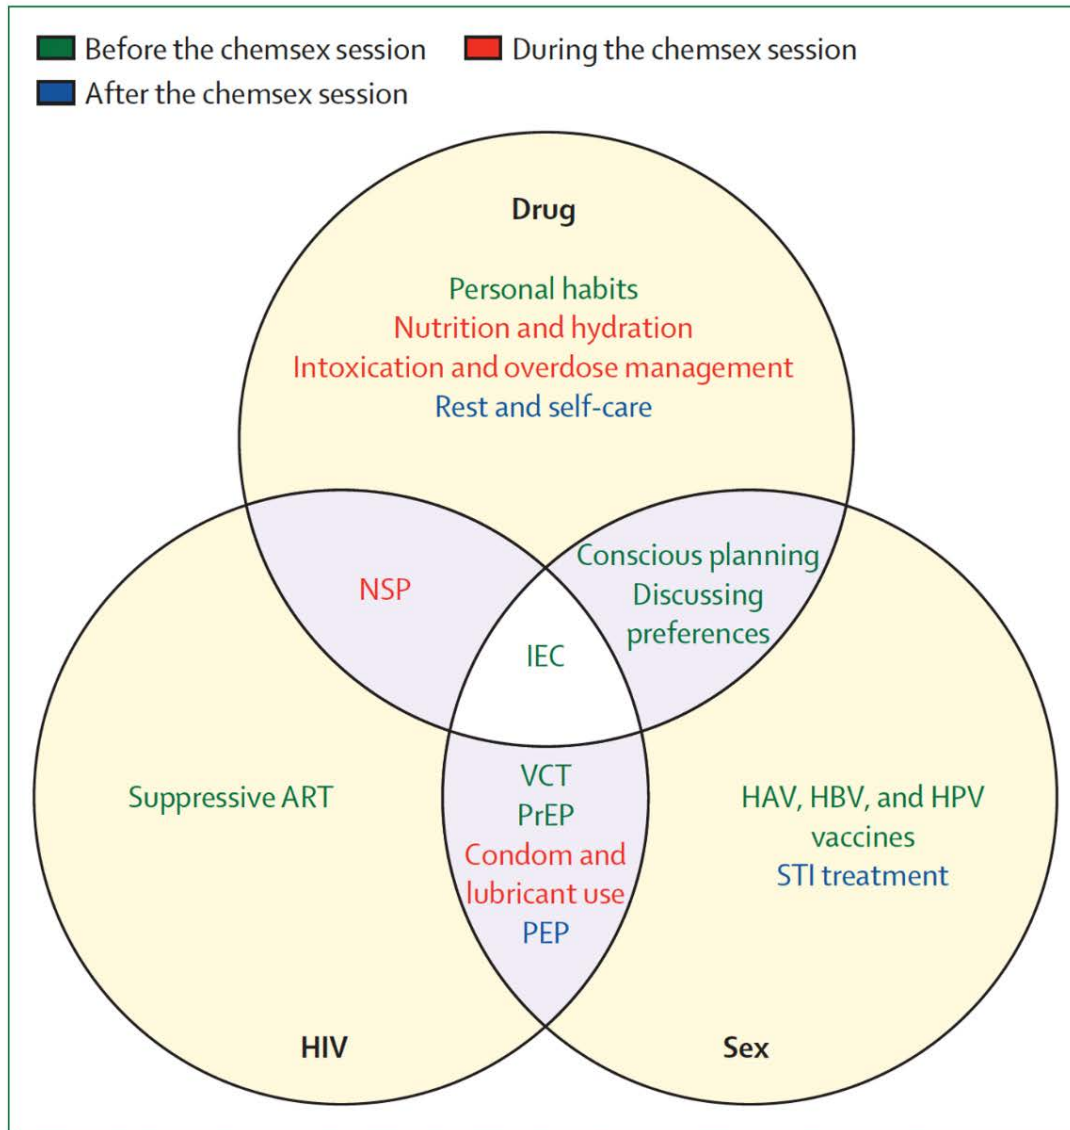 Before the chemsex session
During the chemsex session
After the chemsex session
Drug
Personal habits
Nutrition and hydration
Intoxication and overdose management
Rest and self-care
NSP
Conscious planning
Discussing
preferences
IEC
Suppressive ART
VCT
PrEP
Condom and
lubricant use
PEP
HAV, HBV, and HPV
vaccines
STI treatment
HIV
Sex